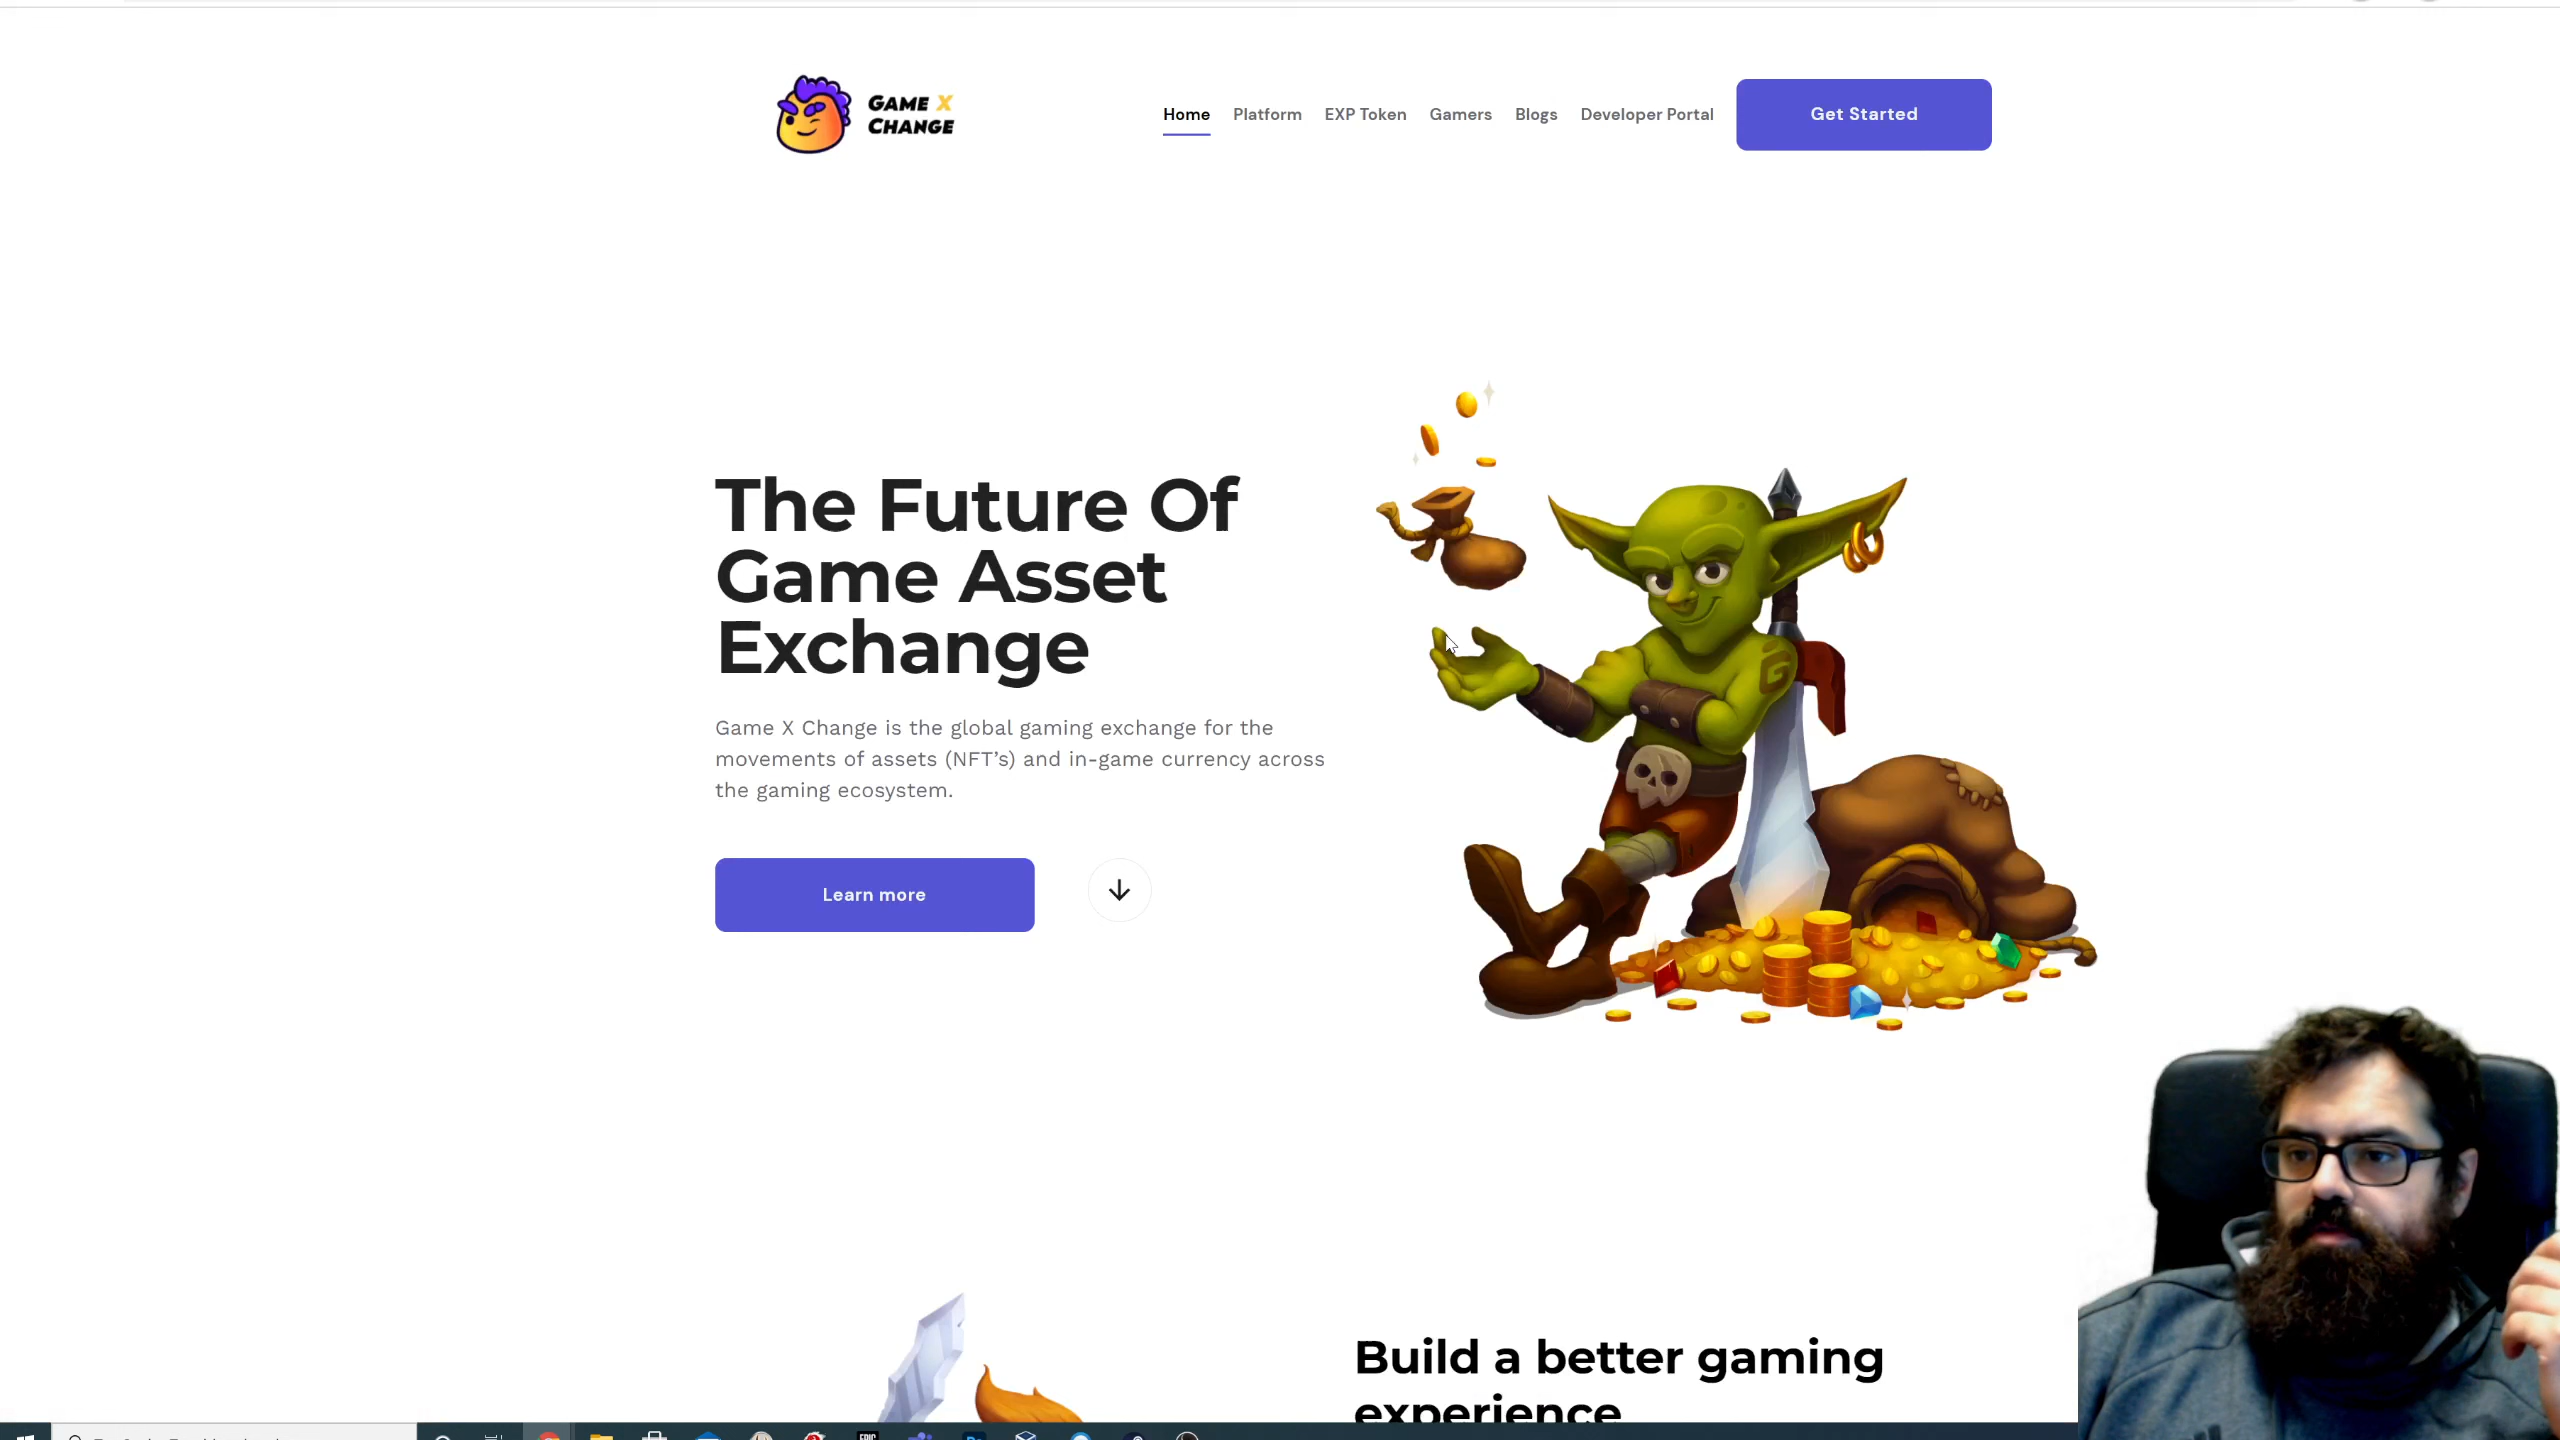 GAME X
CHANGE
Home Platform EXP Token Gamers Blogs Developer Portal Get Started
The Future Of
Game Asset
Exchange
Game X Change is the global gaming exchange for the
movements of assets (NFT’s) and in-game currency across
the gaming ecosystem.
Learn more
G
Build a better gaming
experience
EPIC